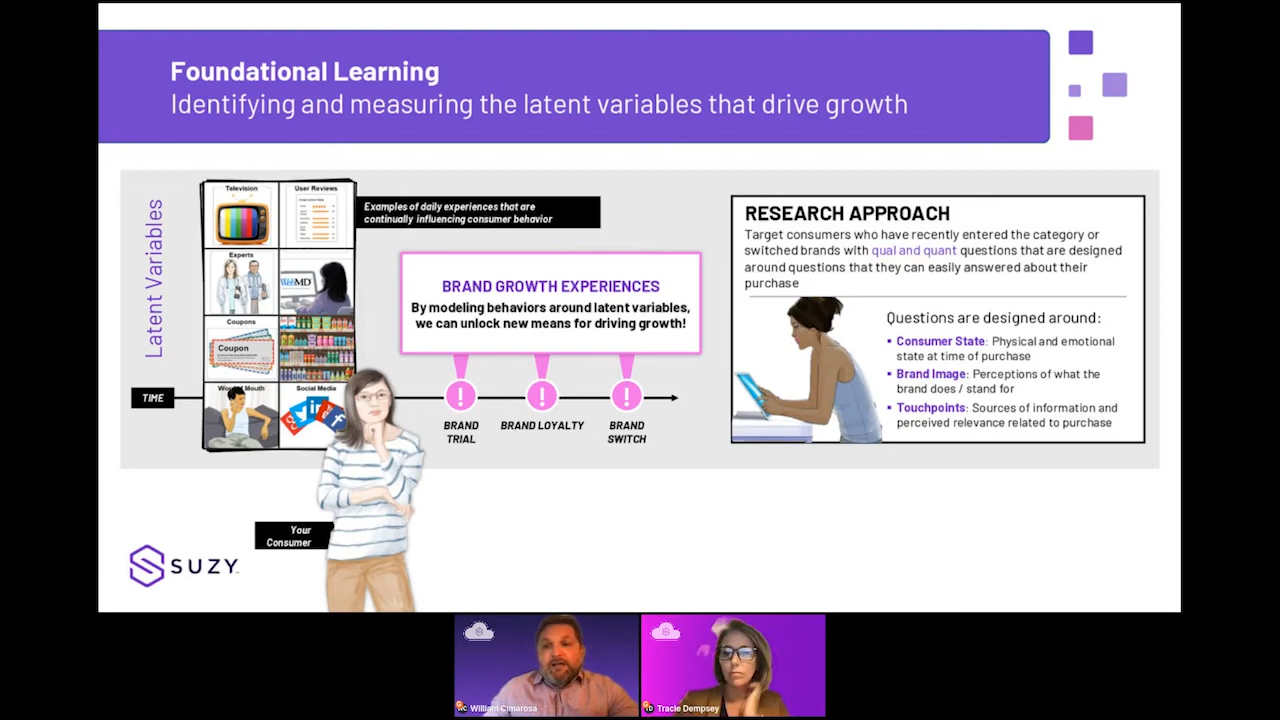 Foundational Learning
Identifying and measuring the latent variables that drive growth
Latent Variables
Television
User Reviews
Experts
WebMD
Coupons
Coupon
Word of Mouth
Social Media
Examples of daily experiences that are
continually influencing consumer behavior
BRAND GROWTH EXPERIENCES
By modeling behaviors around latent variables,
we can unlock new means for driving growth!
TIME
BRAND
TRIAL
BRAND LOYALTY
BRAND
SWITCH
RESEARCH APPROACH
Target consumers who have recently entered the category or
switched brands with qual and quant questions that are designed
around questions that they can easily answered about their
purchase
Questions are designed around:
▪ Consumer State: Physical and emotional
state at time of purchase
▪ Brand Image: Perceptions of what the
brand does / stand for
▪ Touchpoints: Sources of information and
perceived relevance related to purchase
Your
Consumer
SUZY
WC William Cimarosa
TD Tracie Dempsey